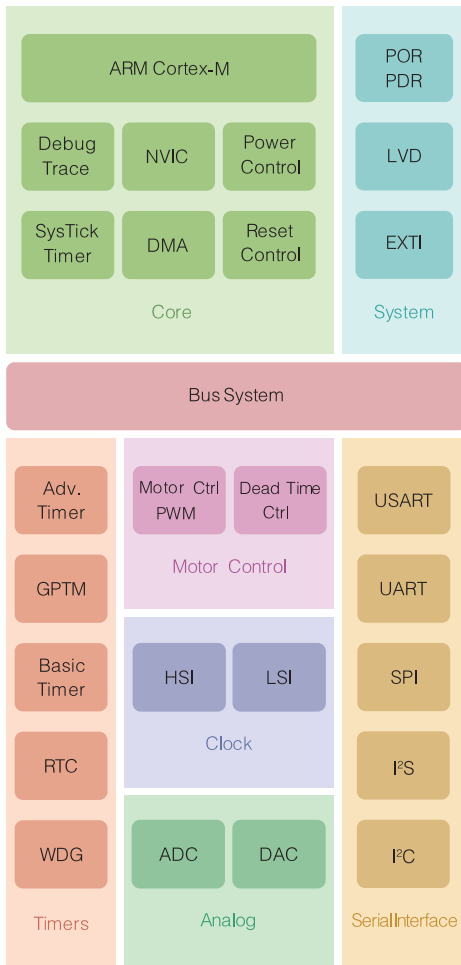 ARM Cortex-M
Debug
Trace
NVIC
Power
Control
SysTick
Timer
DMA
Reset
Control
Core
POR
PDR
LVD
EXTI
System
Bus System
Adv.
Timer
GPTM
Basic
Timer
RTC
WDG
Timers
Motor Ctrl
PWM
Dead Time
Ctrl
Motor Control
HSI
LSI
Clock
ADC
DAC
Analog
USART
UART
SPI
I²S
I²C
Serial Interface